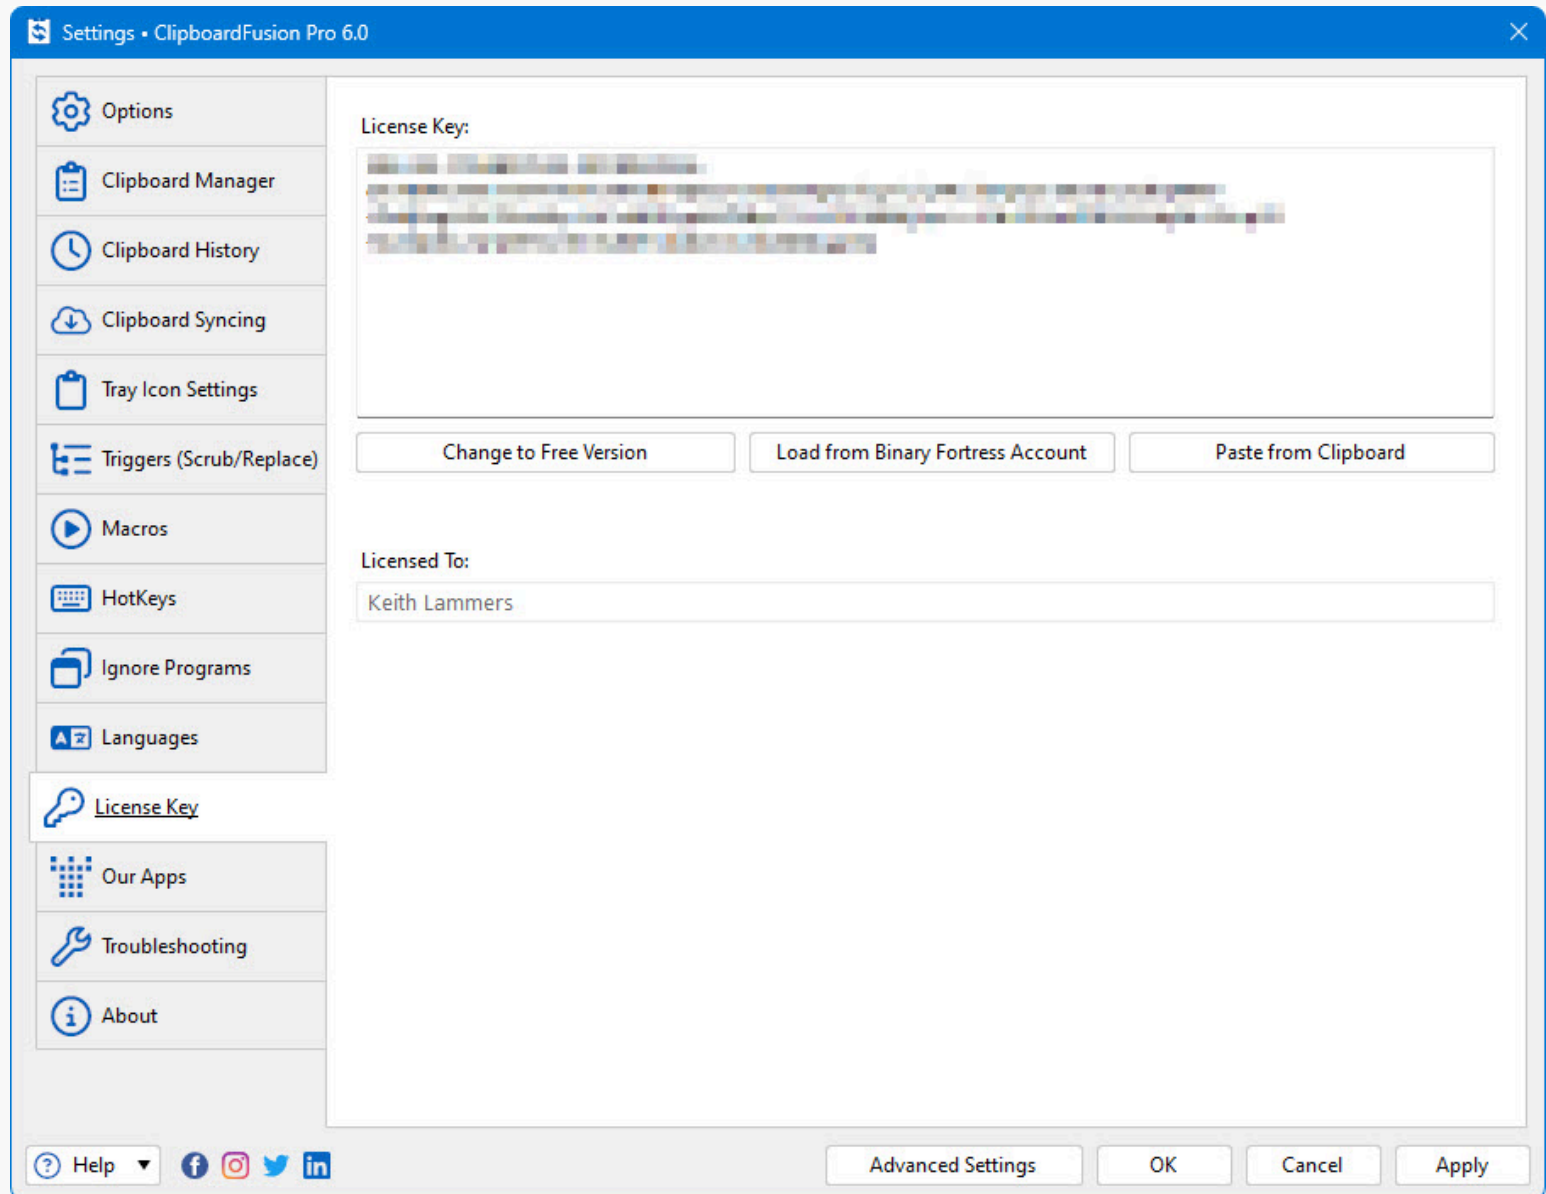 Settings • ClipboardFusion Pro 6.0
Options
Clipboard Manager
Clipboard History
Clipboard Syncing
Tray Icon Settings
Triggers (Scrub/Replace)
Macros
HotKeys
Ignore Programs
Languages
License Key
Our Apps
Troubleshooting
About
License Key:
Change to Free Version
Load from Binary Fortress Account
Paste from Clipboard
Licensed To:
Keith Lammers
Help
Advanced Settings
OK
Cancel
Apply